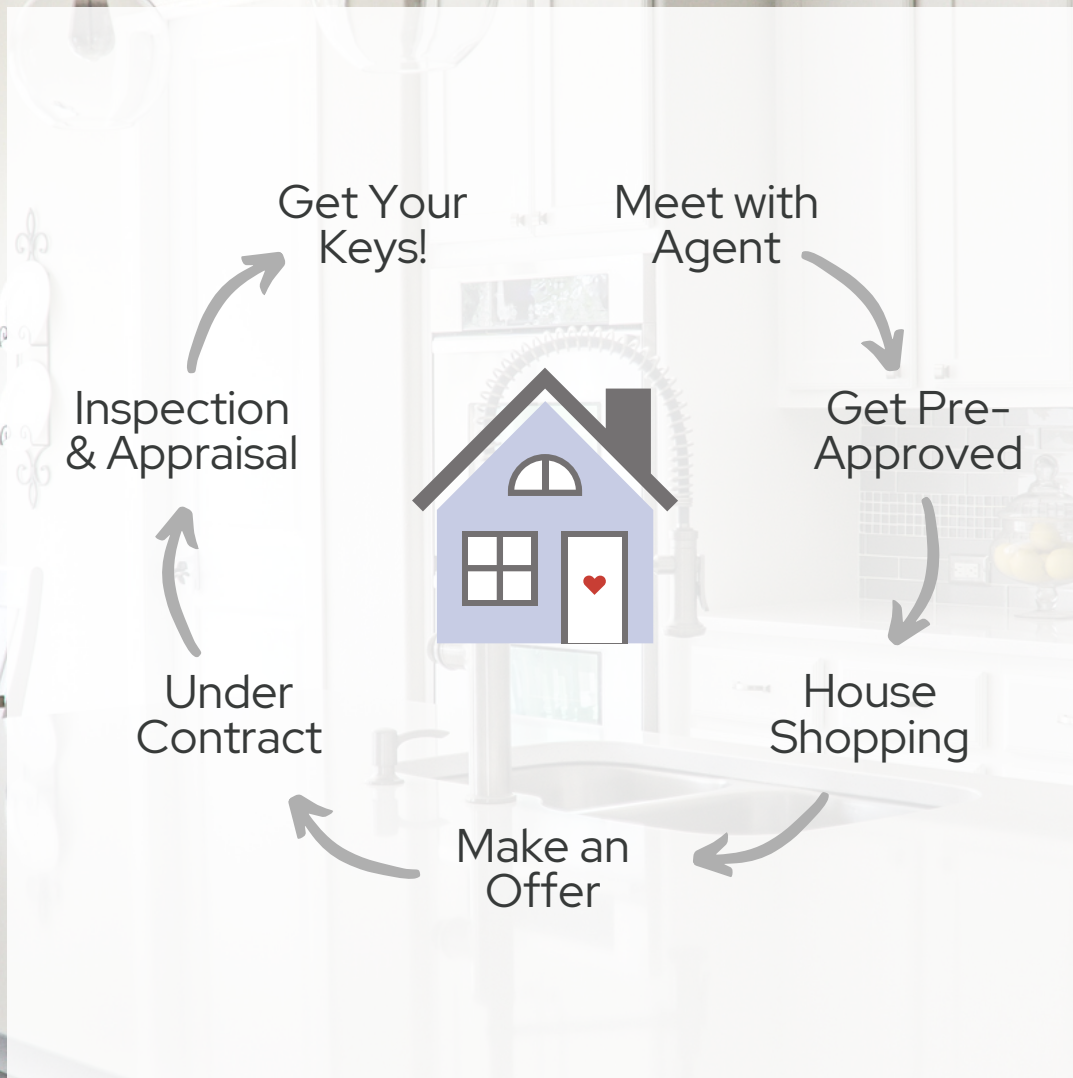 Get Your
Keys!
Meet with
Agent
Get Pre-
Approved
House
Shopping
Make an
Offer
Under
Contract
Inspection
& Appraisal